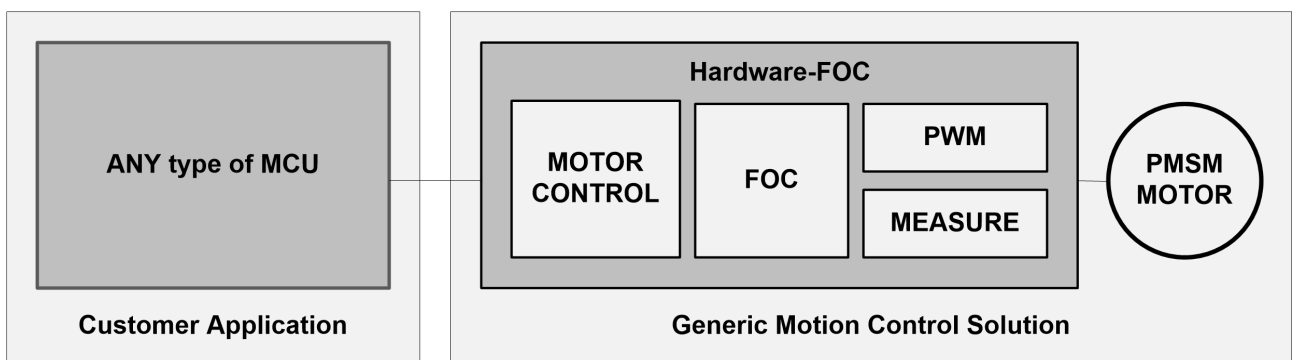 ANY type of MCU
Customer Application
Hardware-FOC
MOTOR
CONTROL
FOC
PWM
MEASURE
PMSM
MOTOR
Generic Motion Control Solution